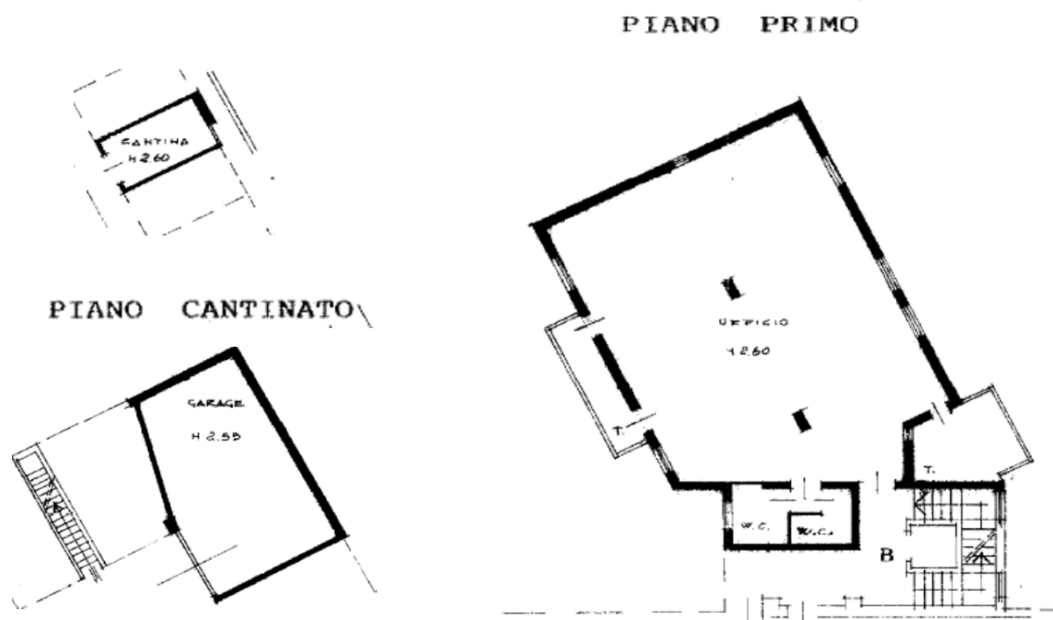 PIANO PRIMO
CANTINA
H 2.60
PIANO CANTINATO
GARAGE
H 2.55
UFFICIO
H 2.60
T.
T.
W.C.
W.C.
B